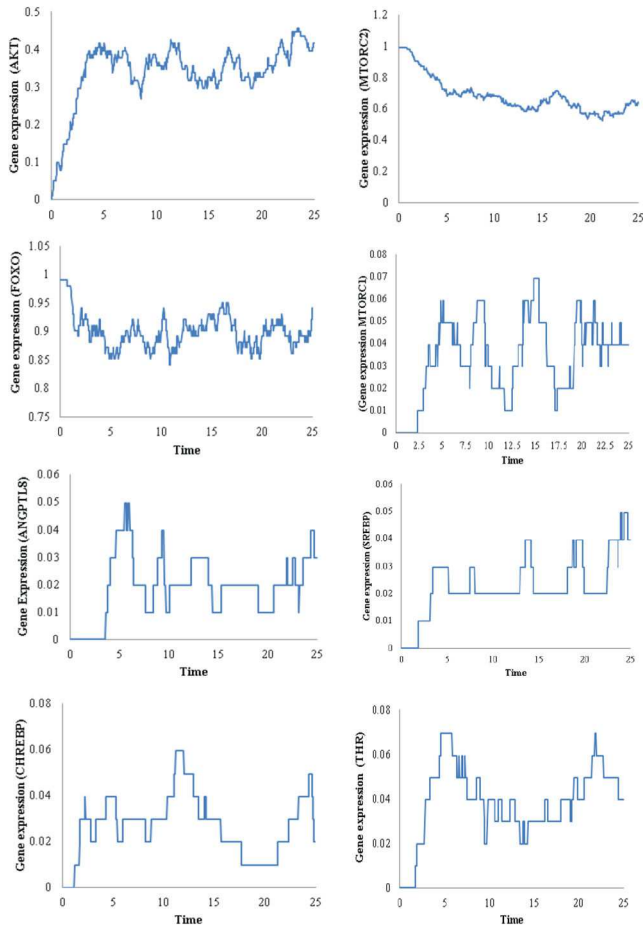 Gene expression (AKT)
0.5
0.4
0.3
0.2
0.1
0
0 5 10 15 20 25
Gene expression (MTORC2)
1.2
1
0.8
0.6
0.4
0.2
0
0 5 10 15 20 25
Gene expression (FOXO)
1.05
1
0.95
0.90
0.85
0.8
0.75
0 5 10 15 20 25
Time
(Gene expression MTORC1)
0.08
0.07
0.06
0.05
0.04
0.03
0.02
0.01
0
0 2.5 5 7.5 10 12.5 15 17.5 20 22.5 25
Time
Gene Expression (ANGPTL8)
0.06
0.05
0.04
0.03
0.02
0.01
0
0 5 10 15 20 25
Time
Gene expression (SREBP)
0.06
0.05
0.04
0.03
0.02
0.01
0
0 5 10 15 20 25
Time
Gene expression (CHREBP)
0.08
0.06
0.04
0.02
0
0 5 10 15 20 25
Time
Gene expression (THR)
0.08
0.06
0.04
0.02
0
0 5 10 15 20 25
Time